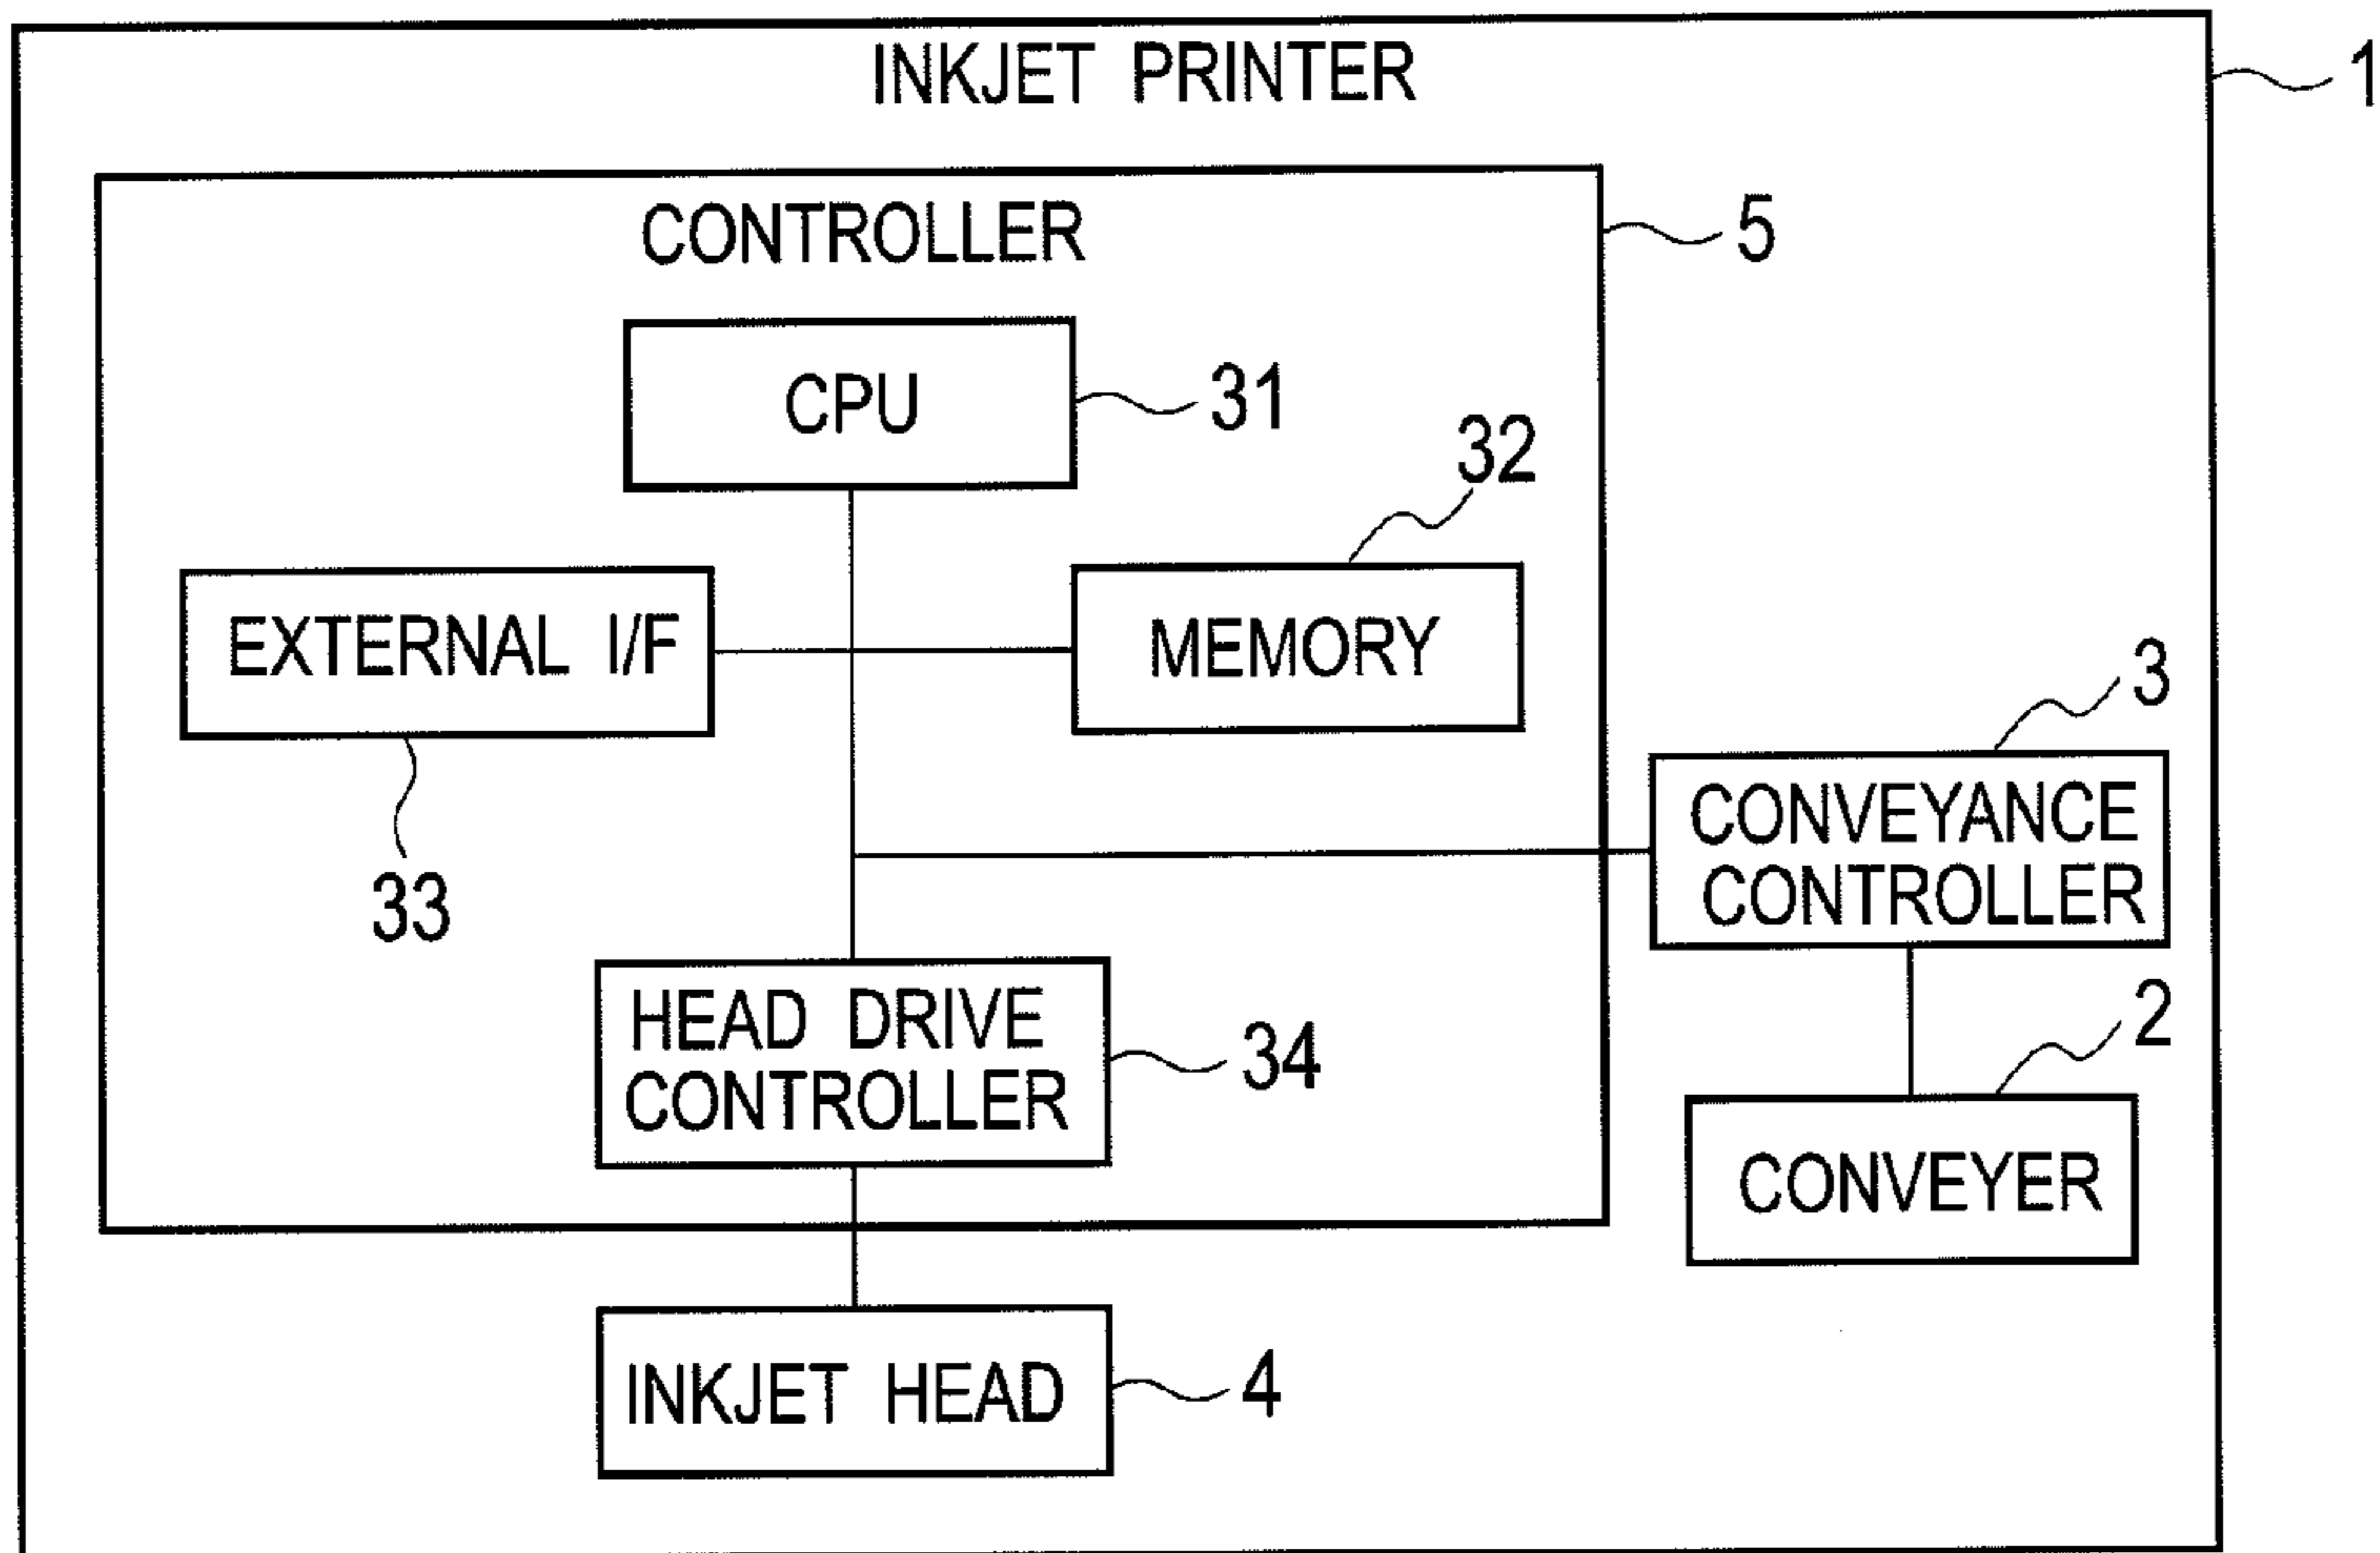 INKJET PRINTER
1
CONTROLLER
5
CPU
31
32
EXTERNAL I/F
MEMORY
33
3
CONVEYANCE
CONTROLLER
HEAD DRIVE
CONTROLLER
34
2
CONVEYER
INKJET HEAD
4